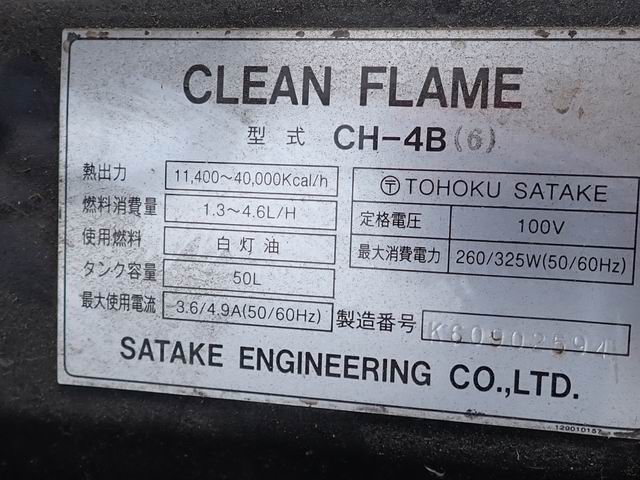 CLEAN FLAME
型式 CH-4B(6)
熱出力 11,400～40,000Kcal/h
燃料消費量 1.3～4.6L/H
使用燃料 白灯油
タンク容量 50L
最大使用電流 3.6/4.9A(50/60Hz)
〶 TOHOKU SATAKE
定格電圧 100V
最大消費電力 260/325W(50/60Hz)
製造番号 K60902594
SATAKE ENGINEERING CO.,LTD.
120010157